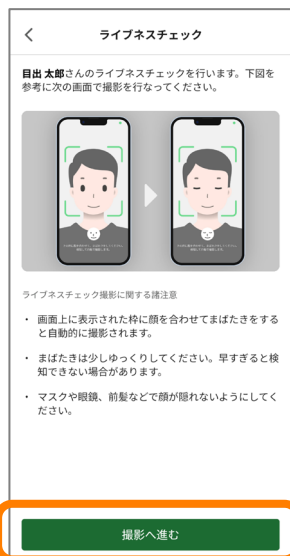 ライブネスチェック
目出 太郎さんのライブネスチェックを行います。下図を
参考に次の画面で撮影を行なってください。
ライブネスチェック撮影に関する諸注意
・ 画面上に表示された枠に顔を合わせてまばたきをする
と自動的に撮影されます。
・ まばたきは少しゆっくりしてください。早すぎると検
知できない場合があります。
・ マスクや眼鏡、前髪などで顔が隠れないようにしてく
ださい。
撮影へ進む